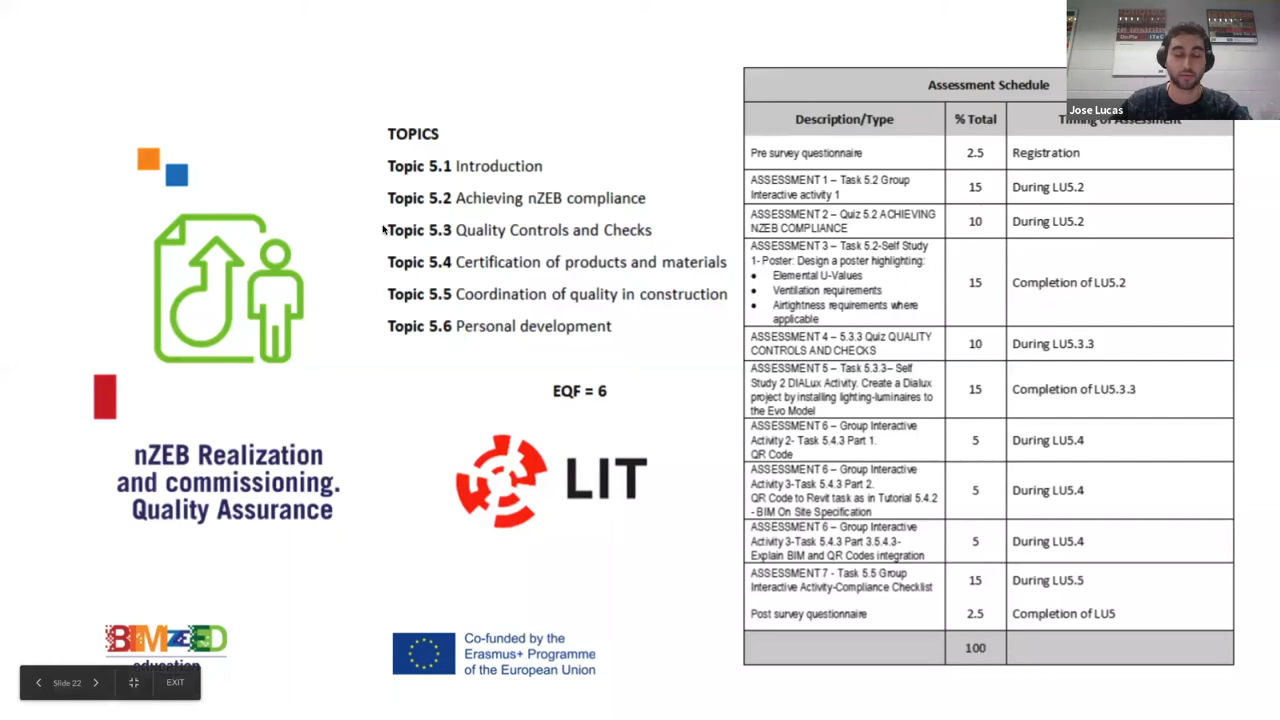 TOPICS
Topic 5.1 Introduction
Topic 5.2 Achieving nZEB compliance
Topic 5.3 Quality Controls and Checks
Topic 5.4 Certification of products and materials
Topic 5.5 Coordination of quality in construction
Topic 5.6 Personal development
EQF = 6
nZEB Realization
and commissioning.
Quality Assurance
LIT
BIMzeED
education
Co-funded by the
Erasmus+ Programme
of the European Union
Slide 22
EXIT
Jose Lucas
Assessment Schedule
Description/Type % Total Timing of Assessment
Pre survey questionnaire 2.5 Registration
ASSESSMENT 1 – Task 5.2 Group
Interactive activity 1
15 During LU5.2
ASSESSMENT 2 – Quiz 5.2 ACHIEVING
NZEB COMPLIANCE
10 During LU5.2
ASSESSMENT 3 – Task 5.2-Self Study
1- Poster: Design a poster highlighting:
• Elemental U-Values
• Ventilation requirements
• Airtightness requirements where
applicable
15 Completion of LU5.2
ASSESSMENT 4 – 5.3.3 Quiz QUALITY
CONTROLS AND CHECKS
10 During LU5.3.3
ASSESSMENT 5 – Task 5.3.3– Self
Study 2 DIALux Activity. Create a Dialux
project by installing lighting-luminaires to
the Evo Model
15 Completion of LU5.3.3
ASSESSMENT 6 – Group Interactive
Activity 2- Task 5.4.3 Part 1.
QR Code
5 During LU5.4
ASSESSMENT 6 – Group Interactive
Activity 3-Task 5.4.3 Part 2.
QR Code to Revit task as in Tutorial 5.4.2
- BIM On Site Specification
5 During LU5.4
ASSESSMENT 6 – Group Interactive
Activity 3-Task 5.4.3 Part 3.5.4.3-
Explain BIM and QR Codes integration
5 During LU5.4
ASSESSMENT 7 - Task 5.5 Group
Interactive Activity-Compliance Checklist
15 During LU5.5
Post survey questionnaire 2.5 Completion of LU5
100